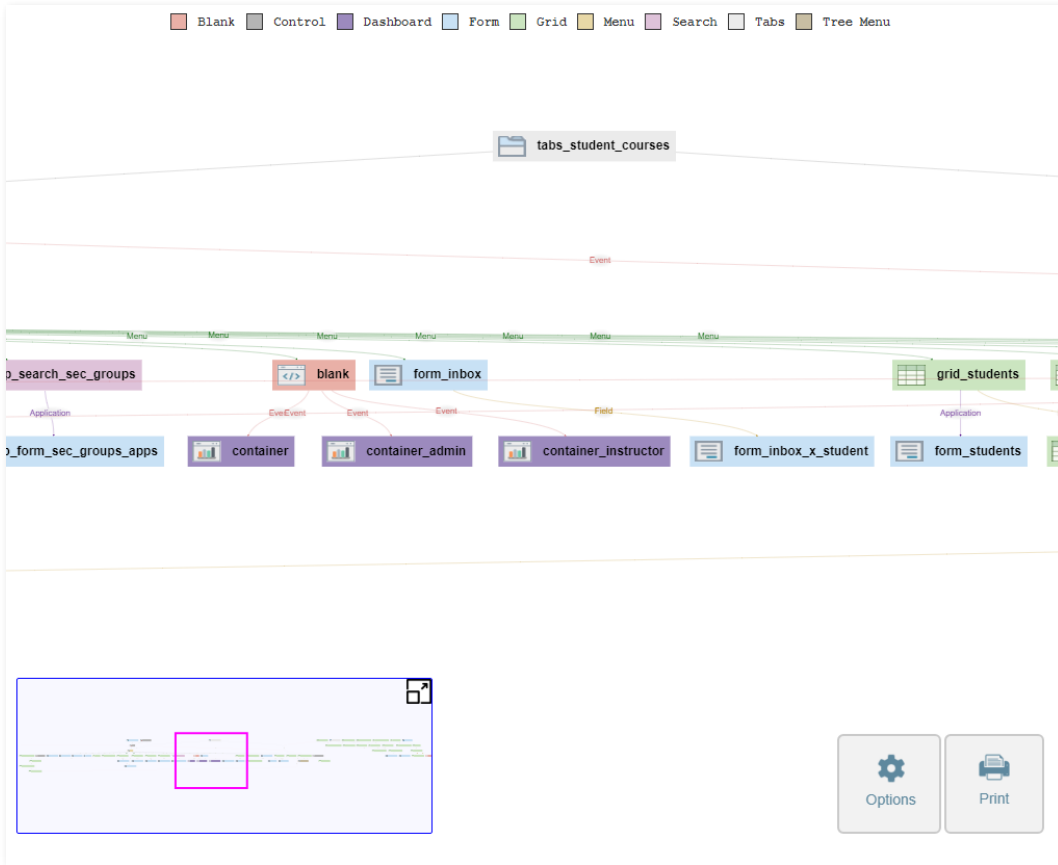 Blank Control Dashboard Form Grid Menu Search Tabs Tree Menu
tabs_student_courses
Event
Menu Menu Menu Menu Menu Menu Menu
p_search_sec_groups blank form_inbox grid_students
Application Event Event Event Field Application
p_form_sec_groups_apps container container_admin container_instructor form_inbox_x_student form_students
Options Print